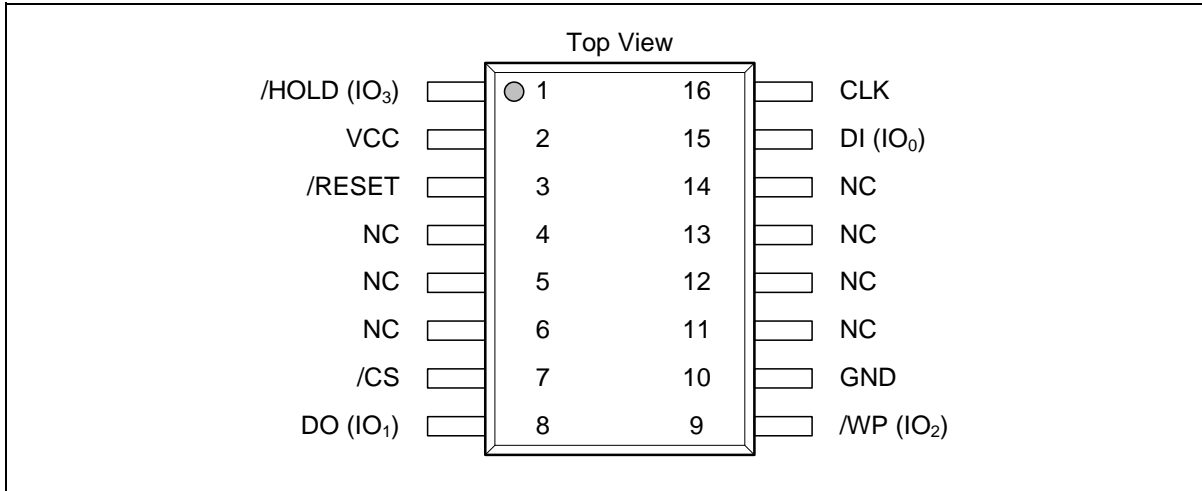 Top View
/HOLD (IO₃) 1 16 CLK
VCC 2 15 DI (IO₀)
/RESET 3 14 NC
NC 4 13 NC
NC 5 12 NC
NC 6 11 NC
/CS 7 10 GND
DO (IO₁) 8 9 /WP (IO₂)